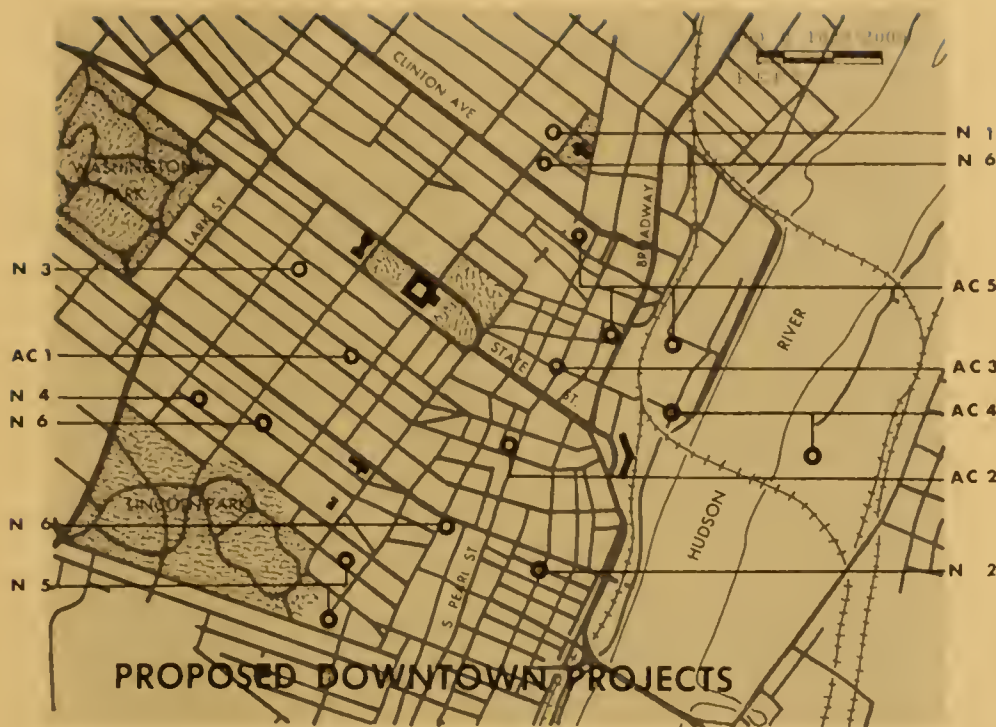 CLINTON AVE
N 1
N 6
WASHINGTON
PARK
LARK ST
BROADWAY
N 3
AC 5
RIVER
AC 1
STATE
ST.
AC 3
N 4
AC 4
N 6
AC 2
LINCOLN PARK
HUDSON
N 6
S PEARL ST
N 2
N 5
PROPOSED DOWNTOWN PROJECTS